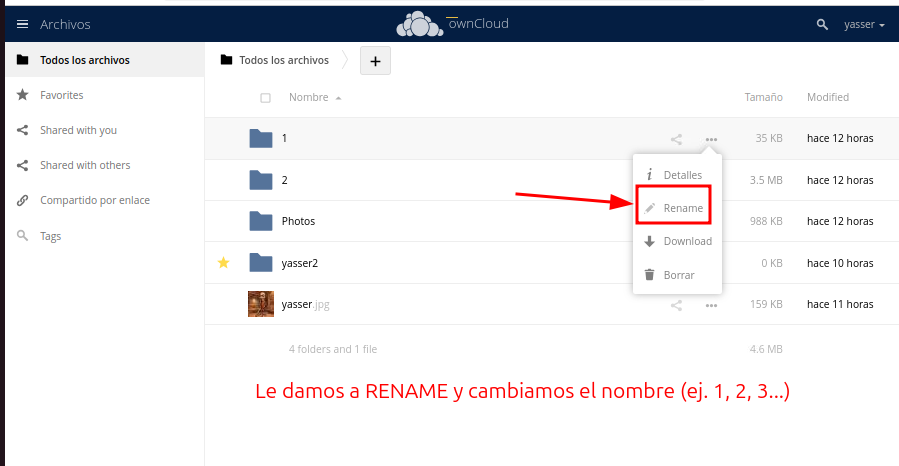 Archivos
ownCloud
yasser
Todos los archivos
Todos los archivos
+
Favorites
Shared with you
Shared with others
Compartido por enlace
Tags
Nombre Tamaño Modified
1 35 KB hace 12 horas
2 3.5 MB hace 12 horas
Photos 988 KB hace 12 horas
yasser2 0 KB hace 10 horas
yasser.jpg 159 KB hace 11 horas
4 folders and 1 file 4.6 MB
Detalles
Rename
Download
Borrar
Le damos a RENAME y cambiamos el nombre (ej. 1, 2, 3...)